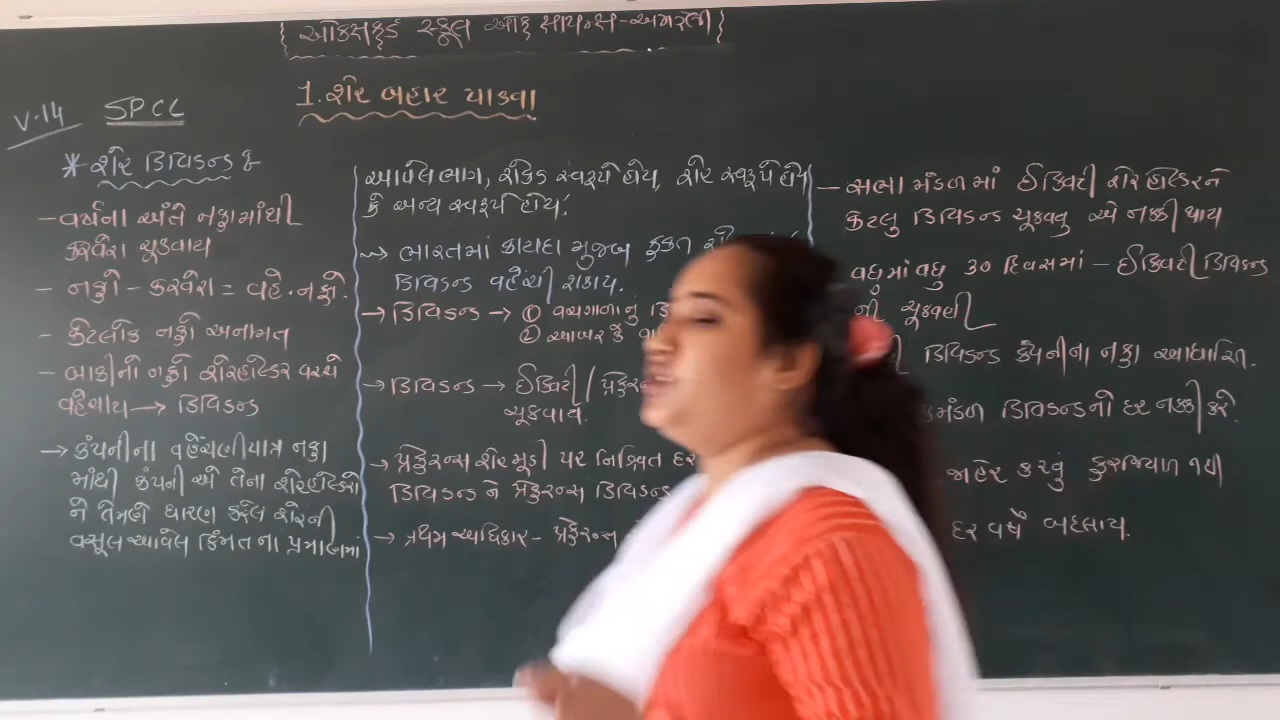 { ઓક્સફર્ડ સ્કૂલ ઓફ સાયન્સ-અમરેલી }
1. શેર બહાર પાડવા
V-14
SPCC
* શેર ડિવિડન્ડ :
- વર્ષના અંતે નફામાંથી
કરવેરા ચુકવાય
- નફો - કરવેરા = વહે. નફો.
- કેટલોક નફો અનામત
- બાકીનો નફો શેરહોલ્ડર વચ્ચે
વહેંચાય → ડિવિડન્ડ
→ કંપનીના વહેંચણીપાત્ર નફા
માંથી કંપની એ તેના શેરહોલ્ડરો
ને તેમણે ધારણ કરેલ શેરની
વસૂલ આવેલ કિંમત ના પ્રમાણમાં
આપેલ ભાગ, રોકડ સ્વરૂપે હોય, શેર સ્વરૂપે હોય
કે અન્ય સ્વરૂપે હોય.
→ ભારતમાં કાયદા મુજબ ફક્ત
ડિવિડન્ડ વહેંચી શકાય.
→ ડિવિડન્ડ → ① વચગાળાનું
② આખર કે
→ ડિવિડન્ડ → ઈક્વિટી / પ્રેફરન્સ
ચૂકવાય.
→ પ્રેફરન્સ શેર મૂડી પર નિશ્ચિત દર
ડિવિડન્ડ ને પ્રેફરન્સ ડિવિડન્ડ
→ પ્રથમ અધિકાર - પ્રેફરન્સ
- સભા મંડળ માં ઈક્વિટી શેરહોલ્ડરને
કેટલુ ડિવિડન્ડ ચૂકવવુ એ નક્કી થાય
વધુમાં વધુ ૩૦ દિવસમાં - ઈક્વિટી ડિવિડન્ડ
ની ચૂકવણી
ડિવિડન્ડ કંપનીના નફા આધારિત.
મંડળ ડિવિડન્ડનો દર નક્કી કરે.
જાહેર કરવું ફરજિયાત નથી
દર વર્ષે બદલાય.